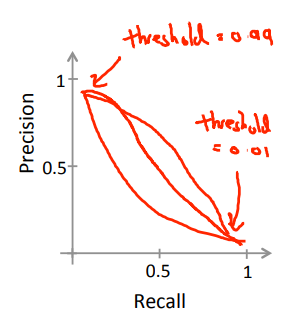 threshold = 0.99
1
threshold
= 0.01
Precision
0.5
0.5
1
Recall